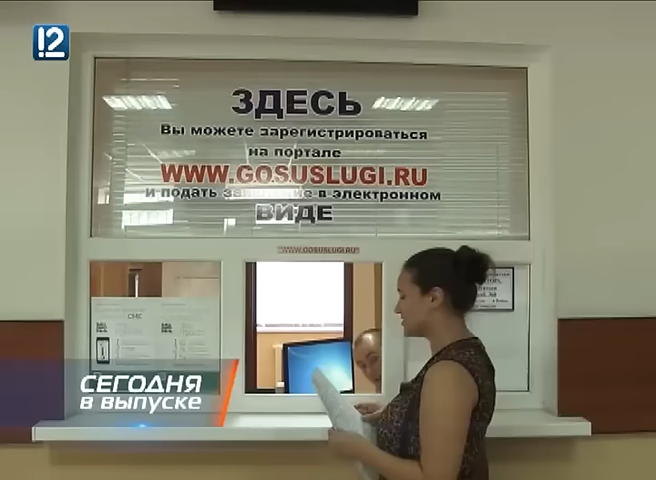 12
ЗДЕСЬ
Вы можете зарегистрироваться
на портале
WWW.GOSUSLUGI.RU
и подать заявление в электронном
ВИДЕ
WWW.GOSUSLUGI.RU
СЕГОДНЯ
В ВЫПУСКЕ